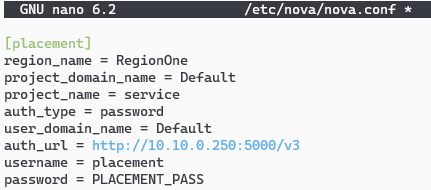 GNU nano 6.2 /etc/nova/nova.conf *
[placement]
region_name = RegionOne
project_domain_name = Default
project_name = service
auth_type = password
user_domain_name = Default
auth_url = http://10.10.0.250:5000/v3
username = placement
password = PLACEMENT_PASS